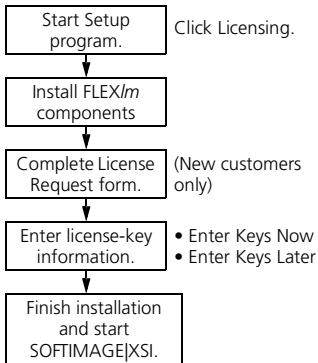 Start Setup
program.
Click Licensing.
Install FLEXlm
components
Complete License
Request form.
(New customers
only)
Enter license-key
information.
• Enter Keys Now
• Enter Keys Later
Finish installation
and start
SOFTIMAGE|XSI.